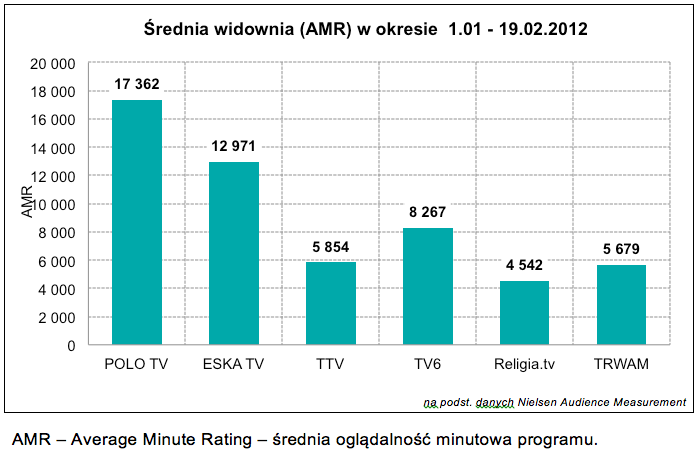 Średnia widownia (AMR) w okresie 1.01 - 19.02.2012
20 000
18 000
16 000
14 000
12 000
10 000
8 000
6 000
4 000
2 000
0
AMR
17 362
12 971
5 854
8 267
4 542
5 679
POLO TV
ESKA TV
TTV
TV6
Religia.tv
TRWAM
na podst. danych Nielsen Audience Measurement
AMR – Average Minute Rating – średnia oglądalność minutowa programu.